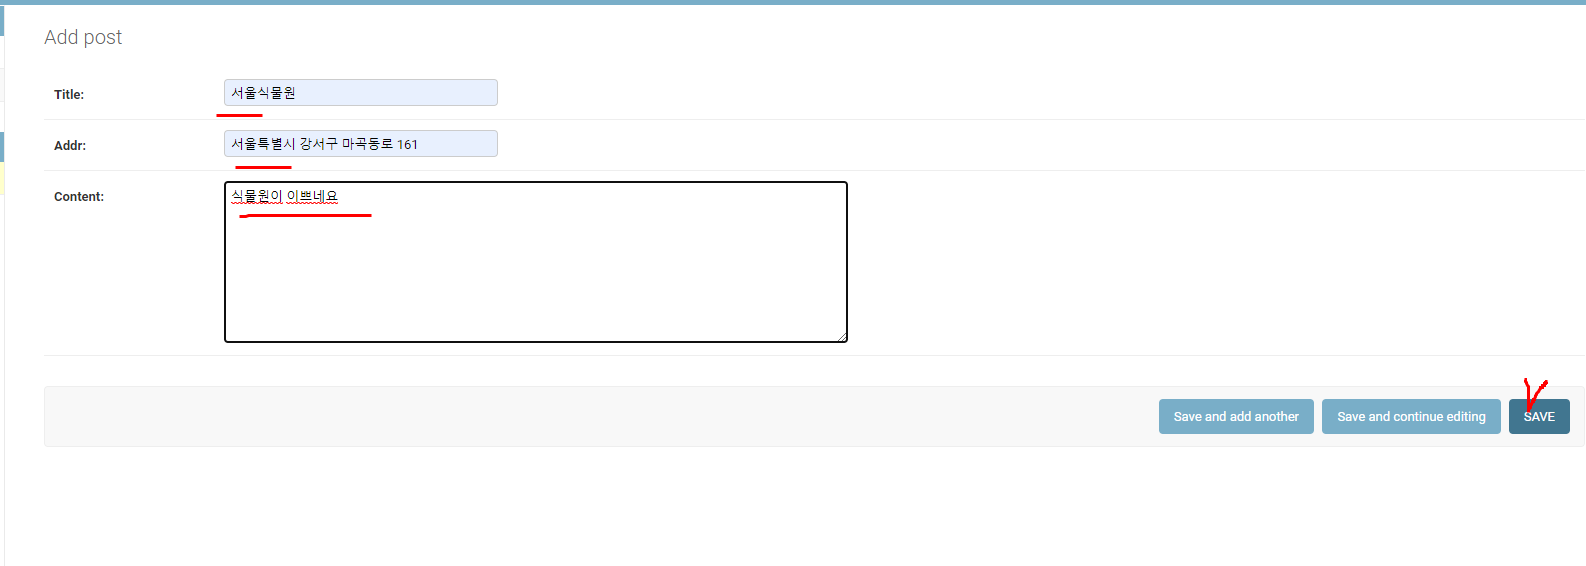 Add post
Title: 서울식물원
Addr: 서울특별시 강서구 마곡동로 161
Content: 식물원이 이쁘네요
Save and add another Save and continue editing SAVE